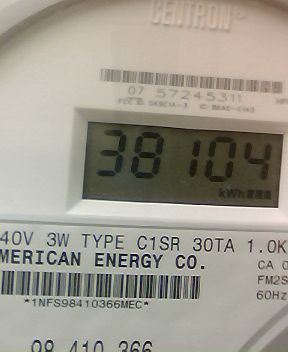 CENTRON®
07 57245311
38104
kWh
40V 3W TYPE C1SR 30TA 1.0K
MERICAN ENERGY CO.
CA 0
FM2S
60Hz
*1NFS98410366MEC*
98 410 366